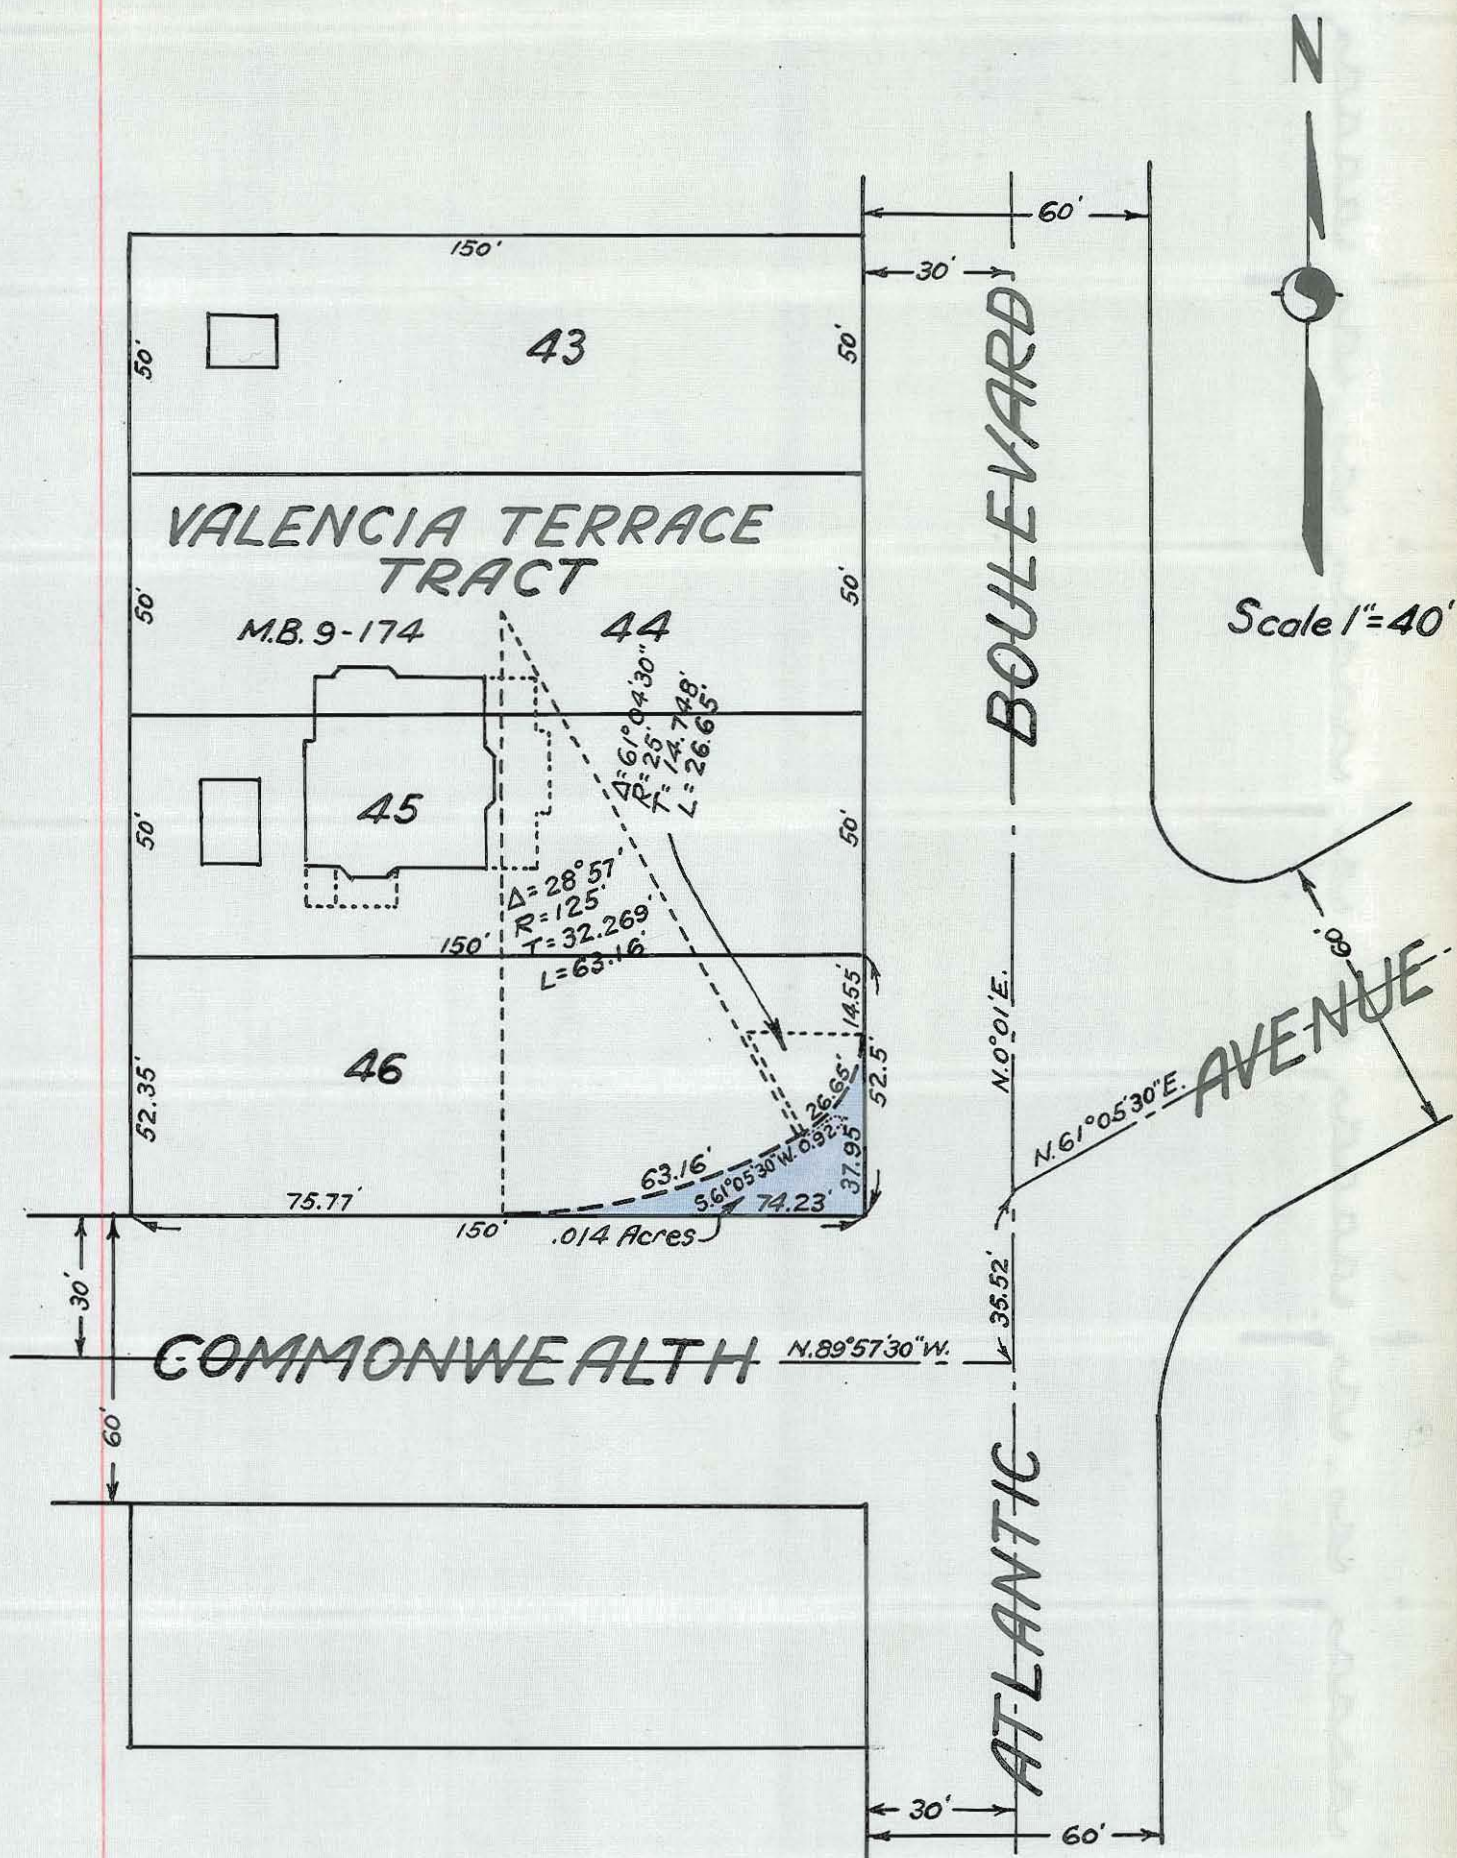 N
60'
150'
30'
43
50'
50'
VALENCIA TERRACE
TRACT
BOULEVARD
50'
50'
M.B. 9-174
44
Scale 1"=40'
Δ=61°04'30"
R=25'
T=14.748'
L=26.65'
45
50'
50'
Δ=28°57'
R=125'
T=32.269'
L=63.16'
150'
60'
AVENUE
14.55'
N.0°01'E.
46
52.35'
52.5'
26.65'
N.61°05'30"E.
63.16'
S.61°05'30"W. 0.92'
37.95
75.77'
74.23'
150'
.014 Acres
30'
35.52'
COMMONWEALTH
N.89°57'30"W.
60'
ATLANTIC
30'
60'